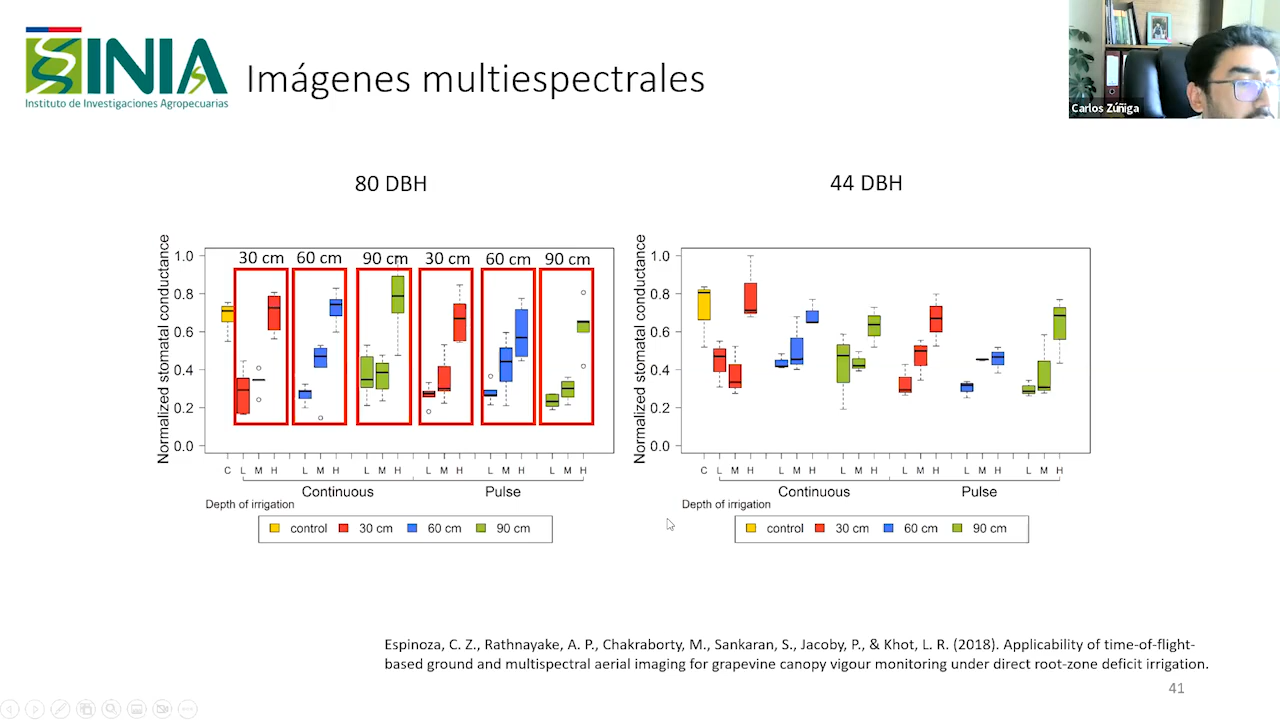 INIA
Instituto de Investigaciones Agropecuarias
Imágenes multiespectrales
Carlos Zúñiga
80 DBH
44 DBH
Normalized stomatal conductance
1.0
0.8
0.6
0.4
0.2
0.0
30 cm 60 cm 90 cm 30 cm 60 cm 90 cm
C L M H L M H L M H L M H L M H L M H
Continuous Pulse
Depth of irrigation
control 30 cm 60 cm 90 cm
Normalized stomatal conductance
1.0
0.8
0.6
0.4
0.2
0.0
C L M H L M H L M H L M H L M H L M H
Continuous Pulse
Depth of irrigation
control 30 cm 60 cm 90 cm
Espinoza, C. Z., Rathnayake, A. P., Chakraborty, M., Sankaran, S., Jacoby, P., & Khot, L. R. (2018). Applicability of time-of-flight-
based ground and multispectral aerial imaging for grapevine canopy vigour monitoring under direct root-zone deficit irrigation.
41